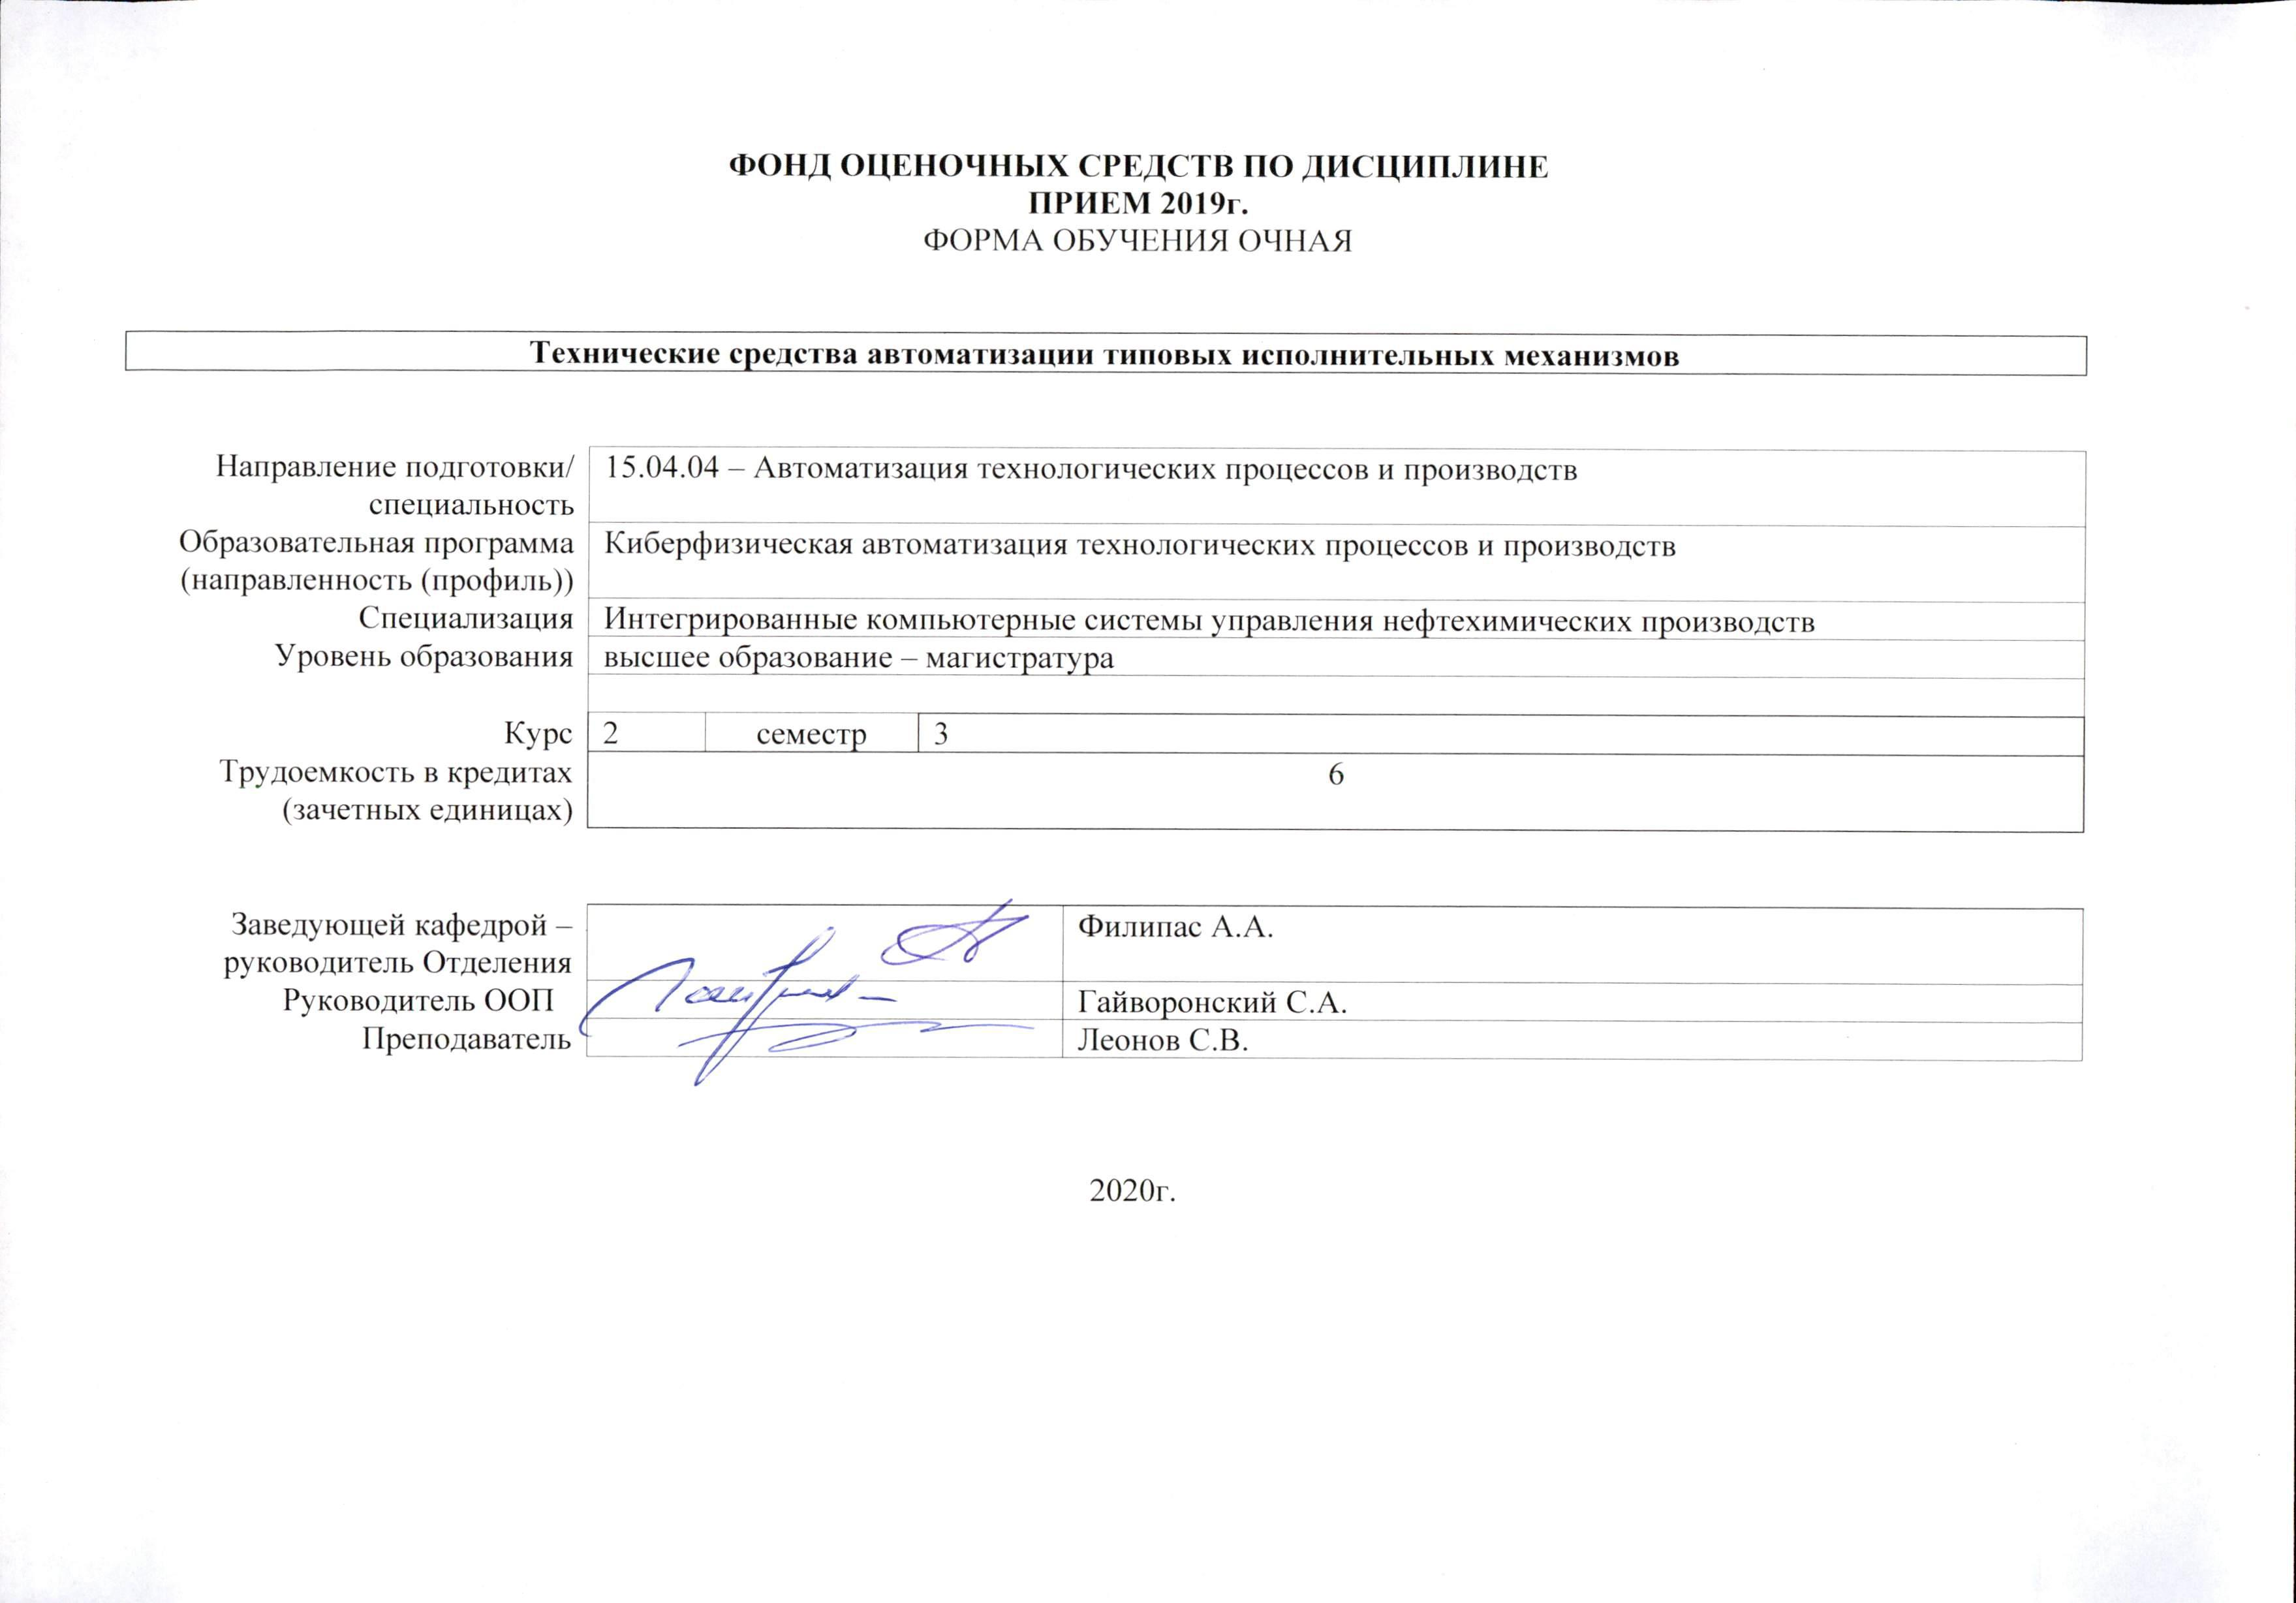 ФОНД ОЦЕНОЧНЫХ СРЕДСТВ ПО ДИСЦИПЛИНЕ
ПРИЕМ 2019г.
ФОРМА ОБУЧЕНИЯ ОЧНАЯ
Технические средства автоматизации типовых исполнительных механизмов
Направление подготовки/ 15.04.04 – Автоматизация технологических процессов и производств
специальность
Образовательная программа Киберфизическая автоматизация технологических процессов и производств
(направленность (профиль))
Специализация Интегрированные компьютерные системы управления нефтехимических производств
Уровень образования высшее образование – магистратура
Курс 2 семестр 3
Трудоемкость в кредитах 6
(зачетных единицах)
Заведующей кафедрой – Филипас А.А.
руководитель Отделения
Руководитель ООП Гайворонский С.А.
Преподаватель Леонов С.В.
2020г.